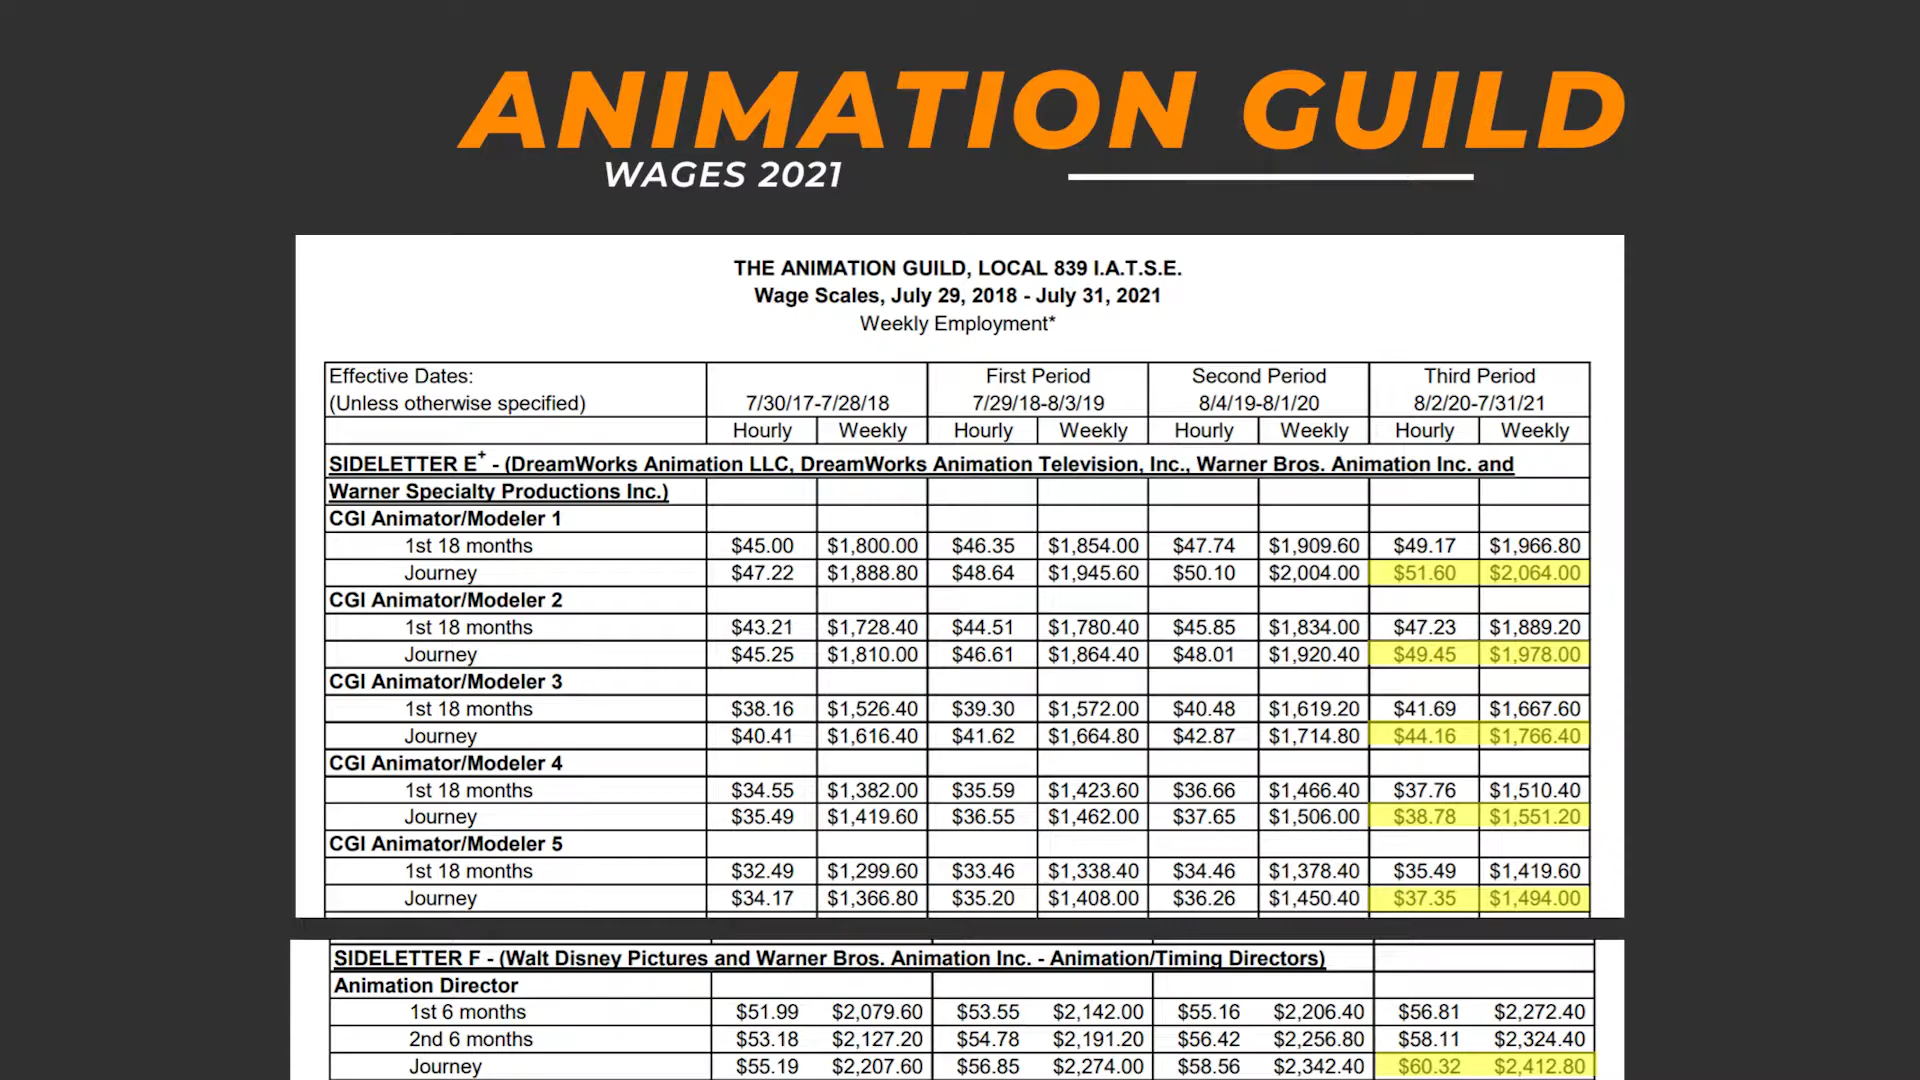 ANIMATION GUILD
WAGES 2021
THE ANIMATION GUILD, LOCAL 839 I.A.T.S.E.
Wage Scales, July 29, 2018 - July 31, 2021
Weekly Employment*
Effective Dates: First Period Second Period Third Period
(Unless otherwise specified) 7/30/17-7/28/18 7/29/18-8/3/19 8/4/19-8/1/20 8/2/20-7/31/21
Hourly Weekly Hourly Weekly Hourly Weekly Hourly Weekly
SIDELETTER E+ - (DreamWorks Animation LLC, DreamWorks Animation Television, Inc., Warner Bros. Animation Inc. and
Warner Specialty Productions Inc.)
CGI Animator/Modeler 1
1st 18 months $45.00 $1,800.00 $46.35 $1,854.00 $47.74 $1,909.60 $49.17 $1,966.80
Journey $47.22 $1,888.80 $48.64 $1,945.60 $50.10 $2,004.00 $51.60 $2,064.00
CGI Animator/Modeler 2
1st 18 months $43.21 $1,728.40 $44.51 $1,780.40 $45.85 $1,834.00 $47.23 $1,889.20
Journey $45.25 $1,810.00 $46.61 $1,864.40 $48.01 $1,920.40 $49.45 $1,978.00
CGI Animator/Modeler 3
1st 18 months $38.16 $1,526.40 $39.30 $1,572.00 $40.48 $1,619.20 $41.69 $1,667.60
Journey $40.41 $1,616.40 $41.62 $1,664.80 $42.87 $1,714.80 $44.16 $1,766.40
CGI Animator/Modeler 4
1st 18 months $34.55 $1,382.00 $35.59 $1,423.60 $36.66 $1,466.40 $37.76 $1,510.40
Journey $35.49 $1,419.60 $36.55 $1,462.00 $37.65 $1,506.00 $38.78 $1,551.20
CGI Animator/Modeler 5
1st 18 months $32.49 $1,299.60 $33.46 $1,338.40 $34.46 $1,378.40 $35.49 $1,419.60
Journey $34.17 $1,366.80 $35.20 $1,408.00 $36.26 $1,450.40 $37.35 $1,494.00
SIDELETTER F - (Walt Disney Pictures and Warner Bros. Animation Inc. - Animation/Timing Directors)
Animation Director
1st 6 months $51.99 $2,079.60 $53.55 $2,142.00 $55.16 $2,206.40 $56.81 $2,272.40
2nd 6 months $53.18 $2,127.20 $54.78 $2,191.20 $56.42 $2,256.80 $58.11 $2,324.40
Journey $55.19 $2,207.60 $56.85 $2,274.00 $58.56 $2,342.40 $60.32 $2,412.80